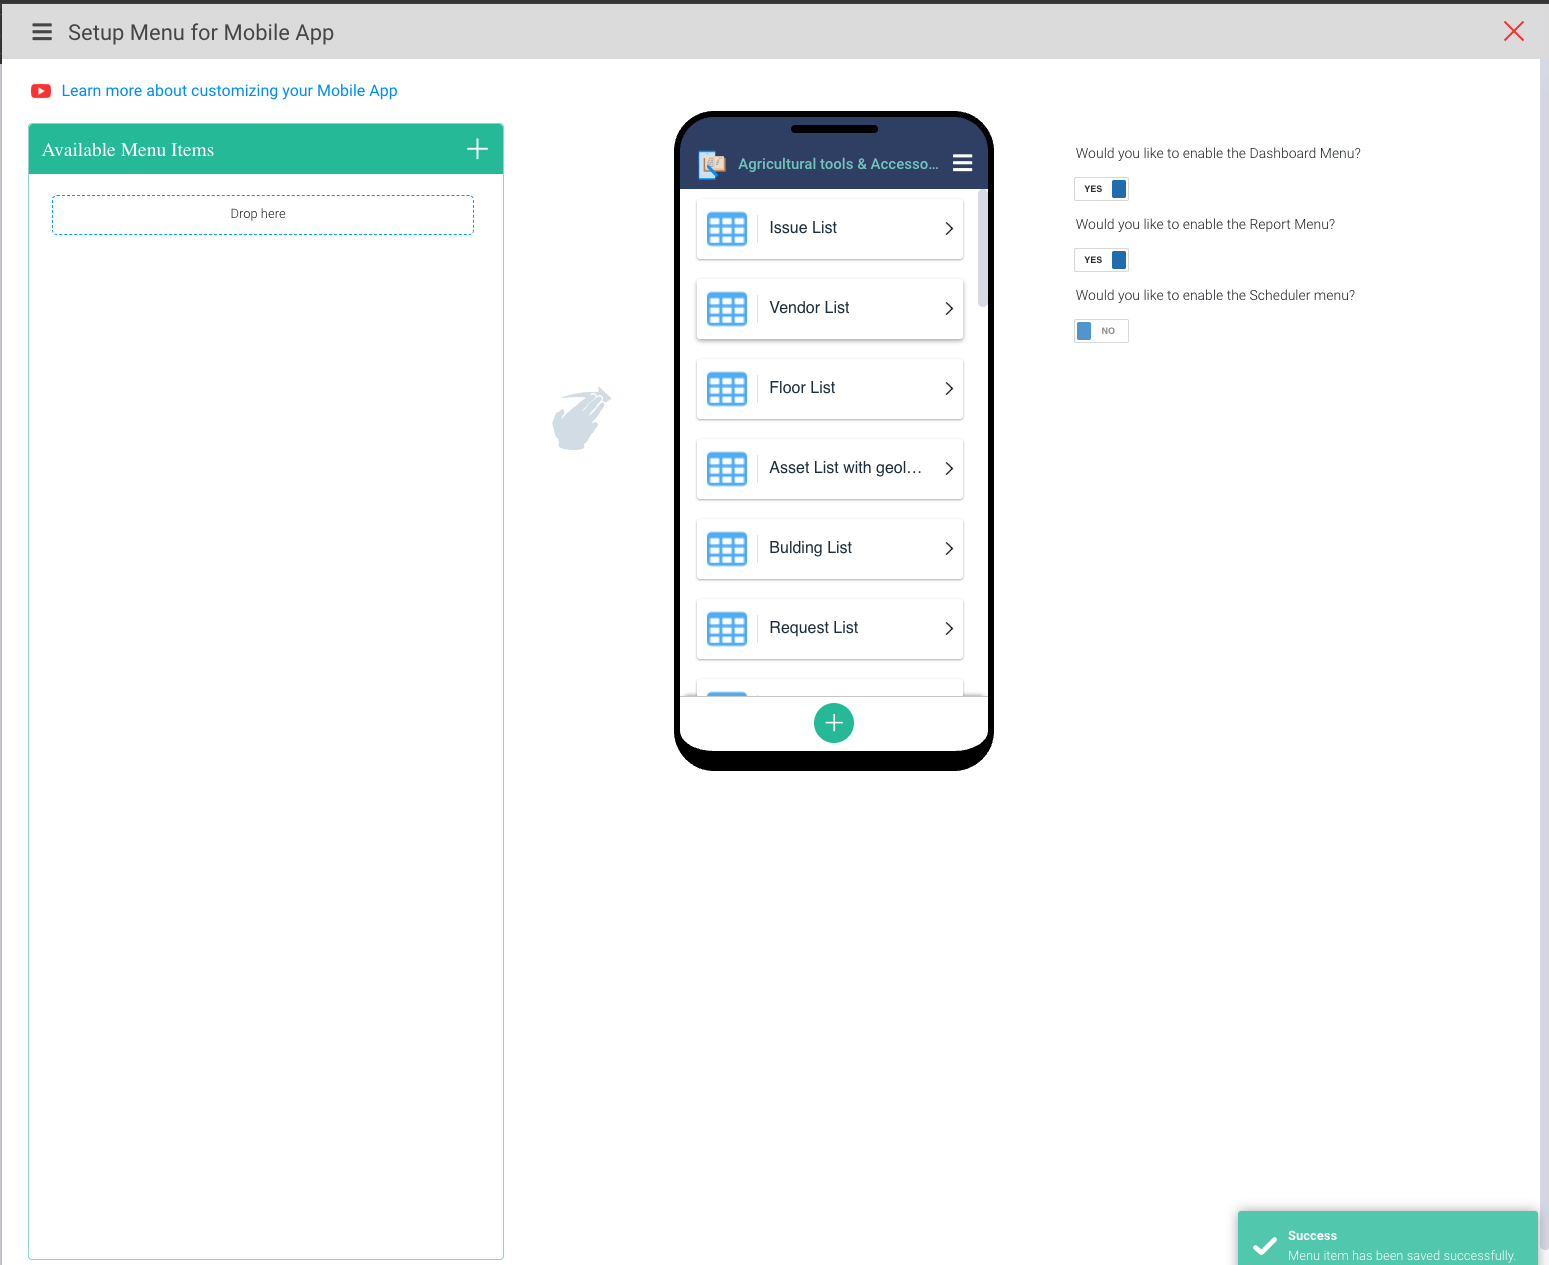 Setup Menu for Mobile App
Learn more about customizing your Mobile App
Available Menu Items
Drop here
Agricultural tools & Accesso...
Issue List
Vendor List
Floor List
Asset List with geol...
Bulding List
Request List
Would you like to enable the Dashboard Menu?
YES
Would you like to enable the Report Menu?
YES
Would you like to enable the Scheduler menu?
NO
Success
Menu item has been saved successfully.